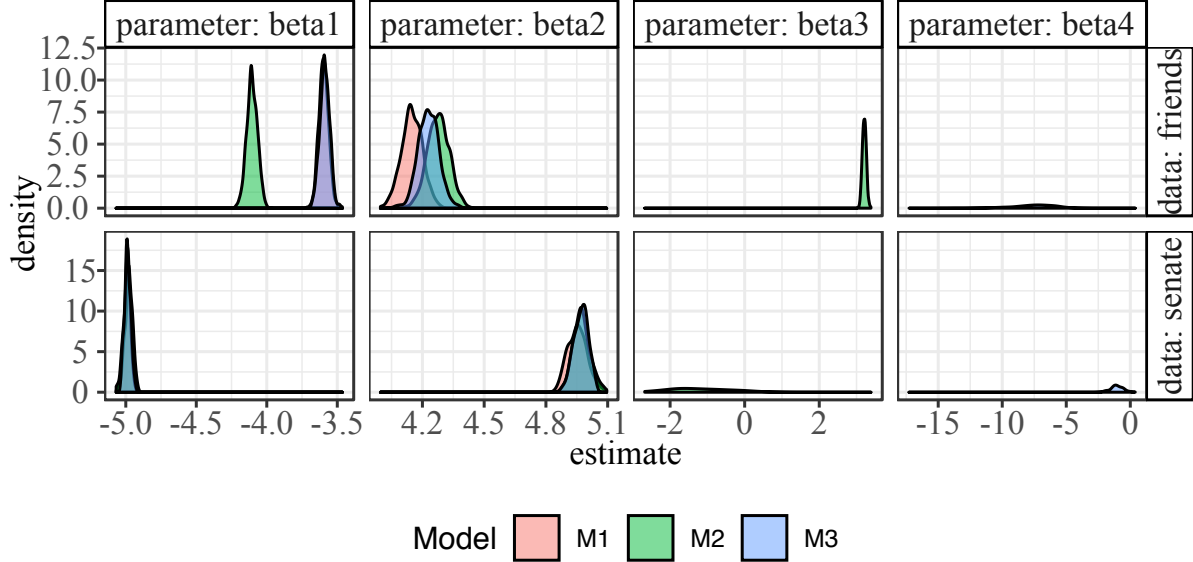 parameter: beta1 parameter: beta2 parameter: beta3 parameter: beta4
12.5
10.0
7.5
5.0
2.5
0.0
data: friends
density
15
10
5
0
data: senate
-5.0 -4.5 -4.0 -3.5 4.2 4.5 4.8 5.1 -2 0 2 -15 -10 -5 0
estimate
Model M1 M2 M3